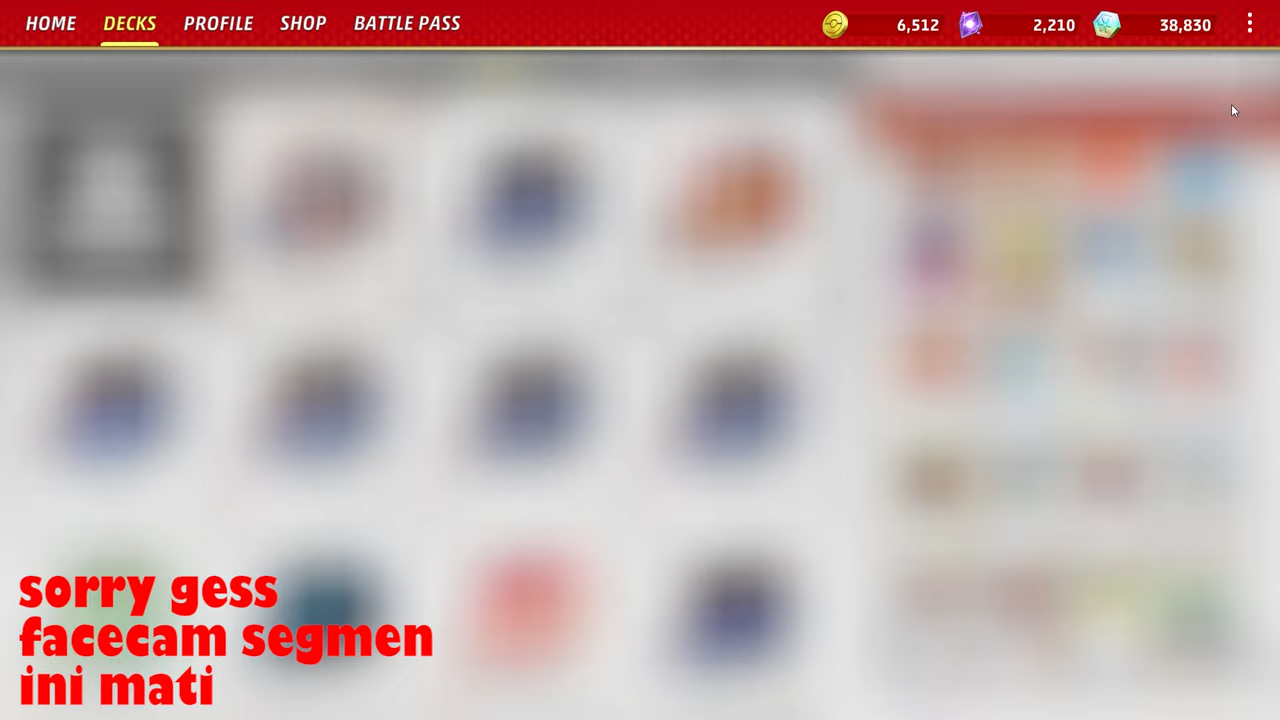 HOME DECKS PROFILE SHOP BATTLE PASS 6,512 2,210 38,830
sorry gess
facecam segmen
ini mati